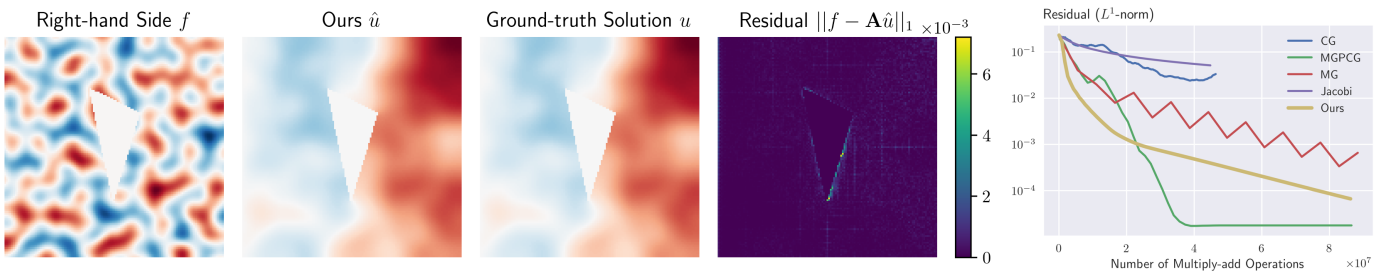 Right-hand Side f
Ours û
Ground-truth Solution u
Residual ||f − Aû||₁
×10⁻³
6
4
2
0
Residual (L¹-norm)
10⁻¹
10⁻²
10⁻³
10⁻⁴
CG
MGPCG
MG
Jacobi
Ours
0
2
4
6
8
×10⁷
Number of Multiply-add Operations